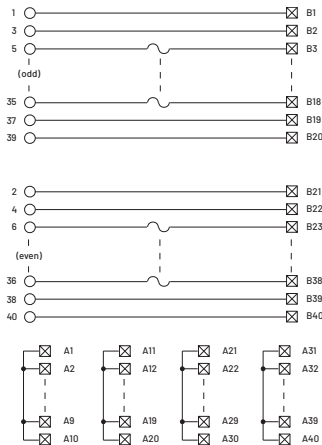 1 B1
3 B2
5 B3
(odd)
35 B18
37 B19
39 B20
2 B21
4 B22
6 B23
(even)
36 B38
38 B39
40 B40
A1 A11 A21 A31
A2 A12 A22 A32
A9 A19 A29 A39
A10 A20 A30 A40